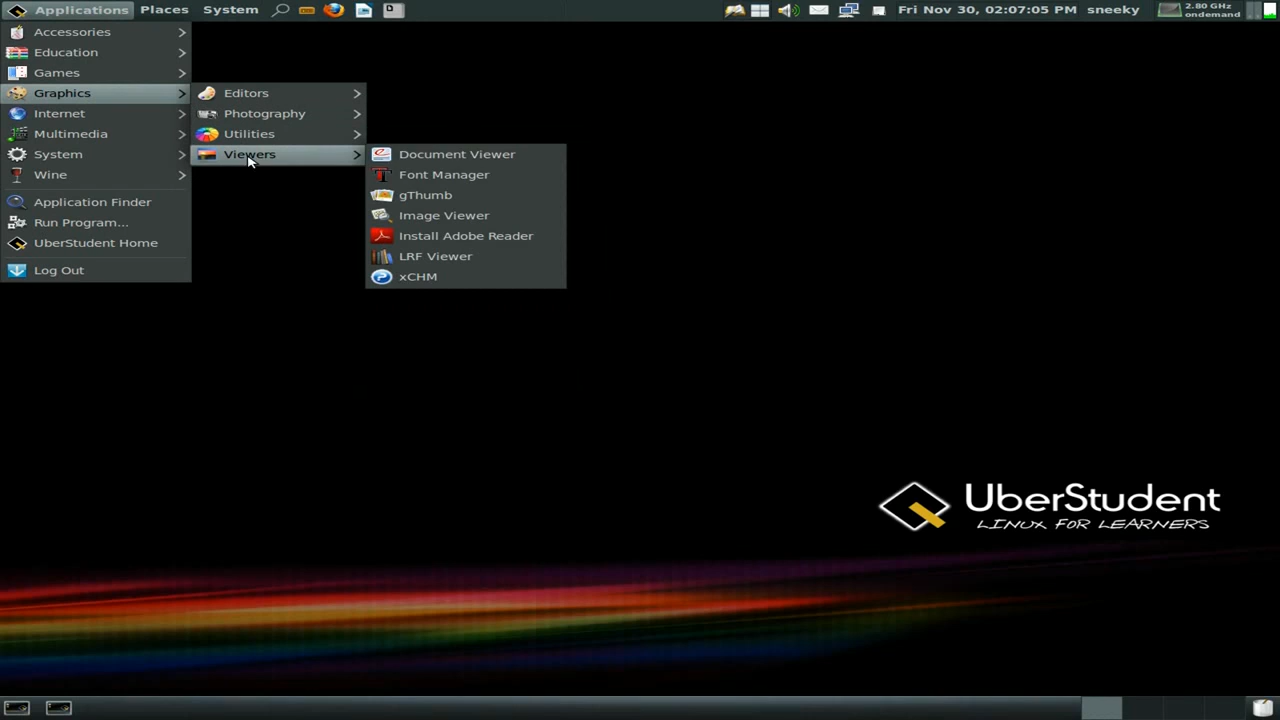 Applications Places System
Fri Nov 30, 02:07:05 PM sneeky
2.80 GHz
ondemand
Accessories
Education
Games
Graphics
Internet
Multimedia
System
Wine
Application Finder
Run Program...
UberStudent Home
Log Out
Editors
Photography
Utilities
Viewers
Document Viewer
Font Manager
gThumb
Image Viewer
Install Adobe Reader
LRF Viewer
xCHM
UberStudent
LINUX FOR LEARNERS